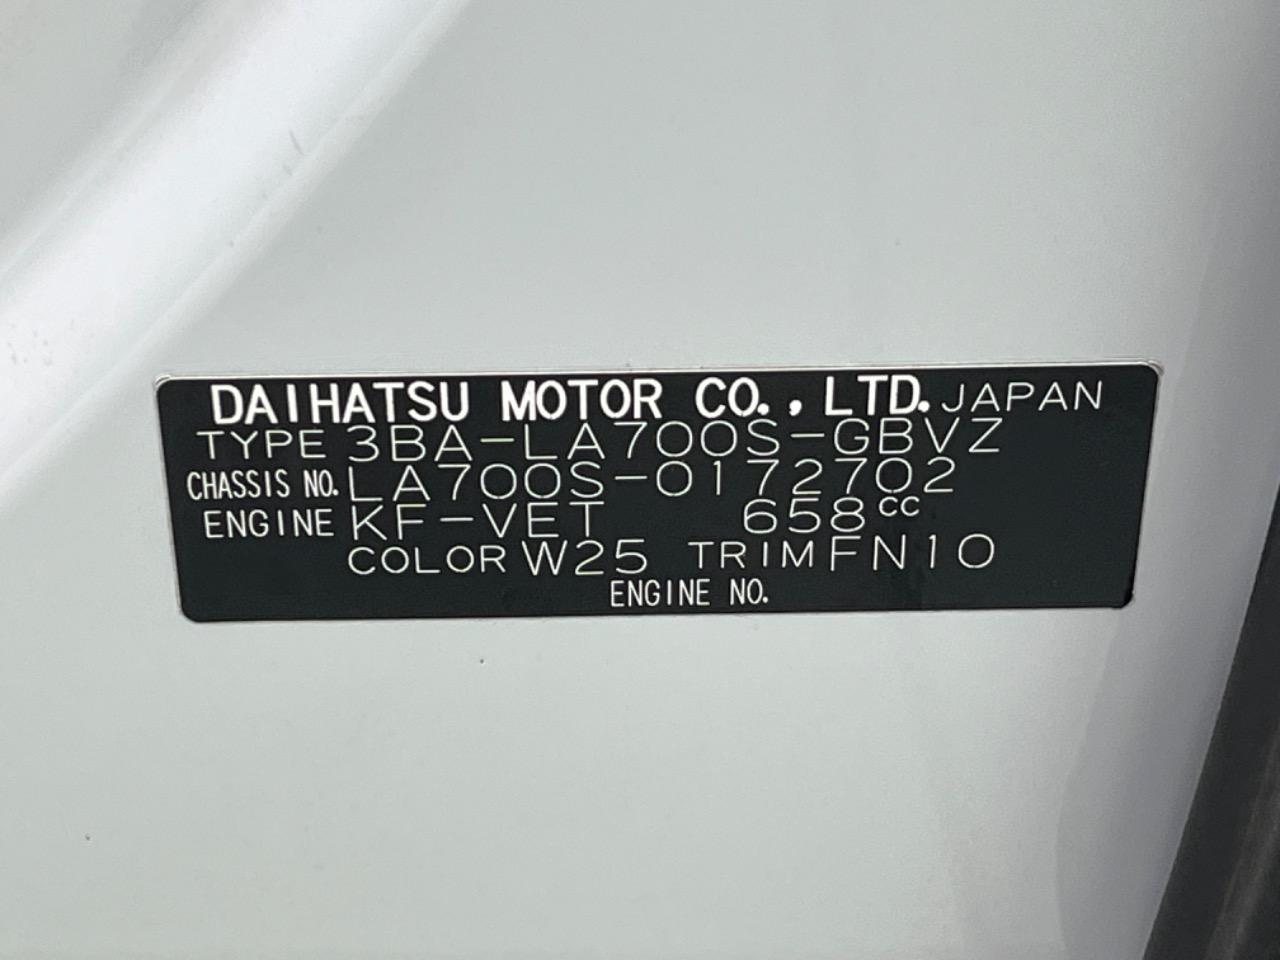 DAIHATSU MOTOR CO., LTD. JAPAN
TYPE 3BA-LA700S-GBVZ
CHASSIS NO. LA700S-0172702
ENGINE KF-VET 658cc
COLOR W25 TRIM FN10
ENGINE NO.